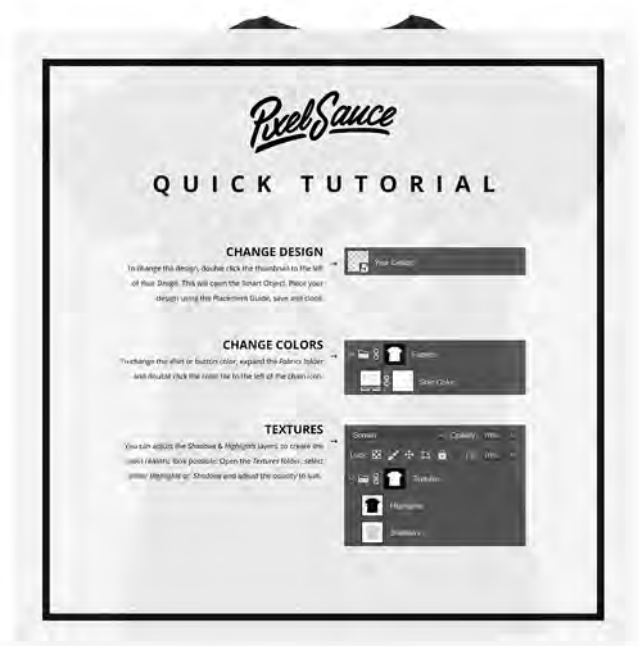 PixelSauce
QUICK TUTORIAL
CHANGE DESIGN
To change the design, double click the thumbnail to the left
of Your Design. This will open the Smart Object. Place your
design using the Placement Guide, save and close.
Your Design
CHANGE COLORS
To change the shirt or button color, expand the Fabrics folder
and double click the color tile to the left of the chain icon.
Shirt Color
TEXTURES
You can adjust the Shadows & Highlights layers, to create the
most realistic look possible. Open the Textures folder, select
either Highlights or Shadows and adjust the opacity to suit.
Screen
Opacity:
Lock:
Textures
Highlights
Shadows